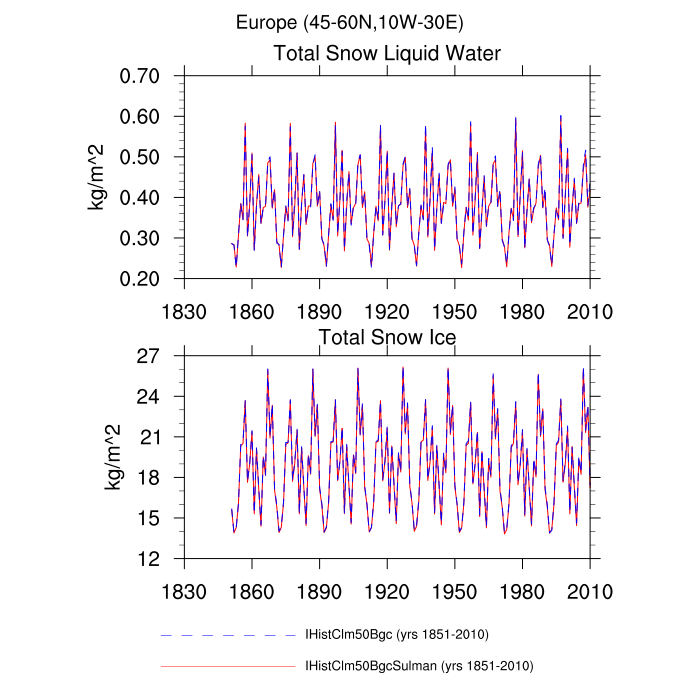 Europe (45-60N,10W-30E)
Total Snow Liquid Water
0.70
0.60
0.50
0.40
0.30
0.20
kg/m^2
1830 1860 1890 1920 1950 1980 2010
Total Snow Ice
27
24
21
18
15
12
kg/m^2
1830 1860 1890 1920 1950 1980 2010
IHistClm50Bgc (yrs 1851-2010)
IHistClm50BgcSulman (yrs 1851-2010)